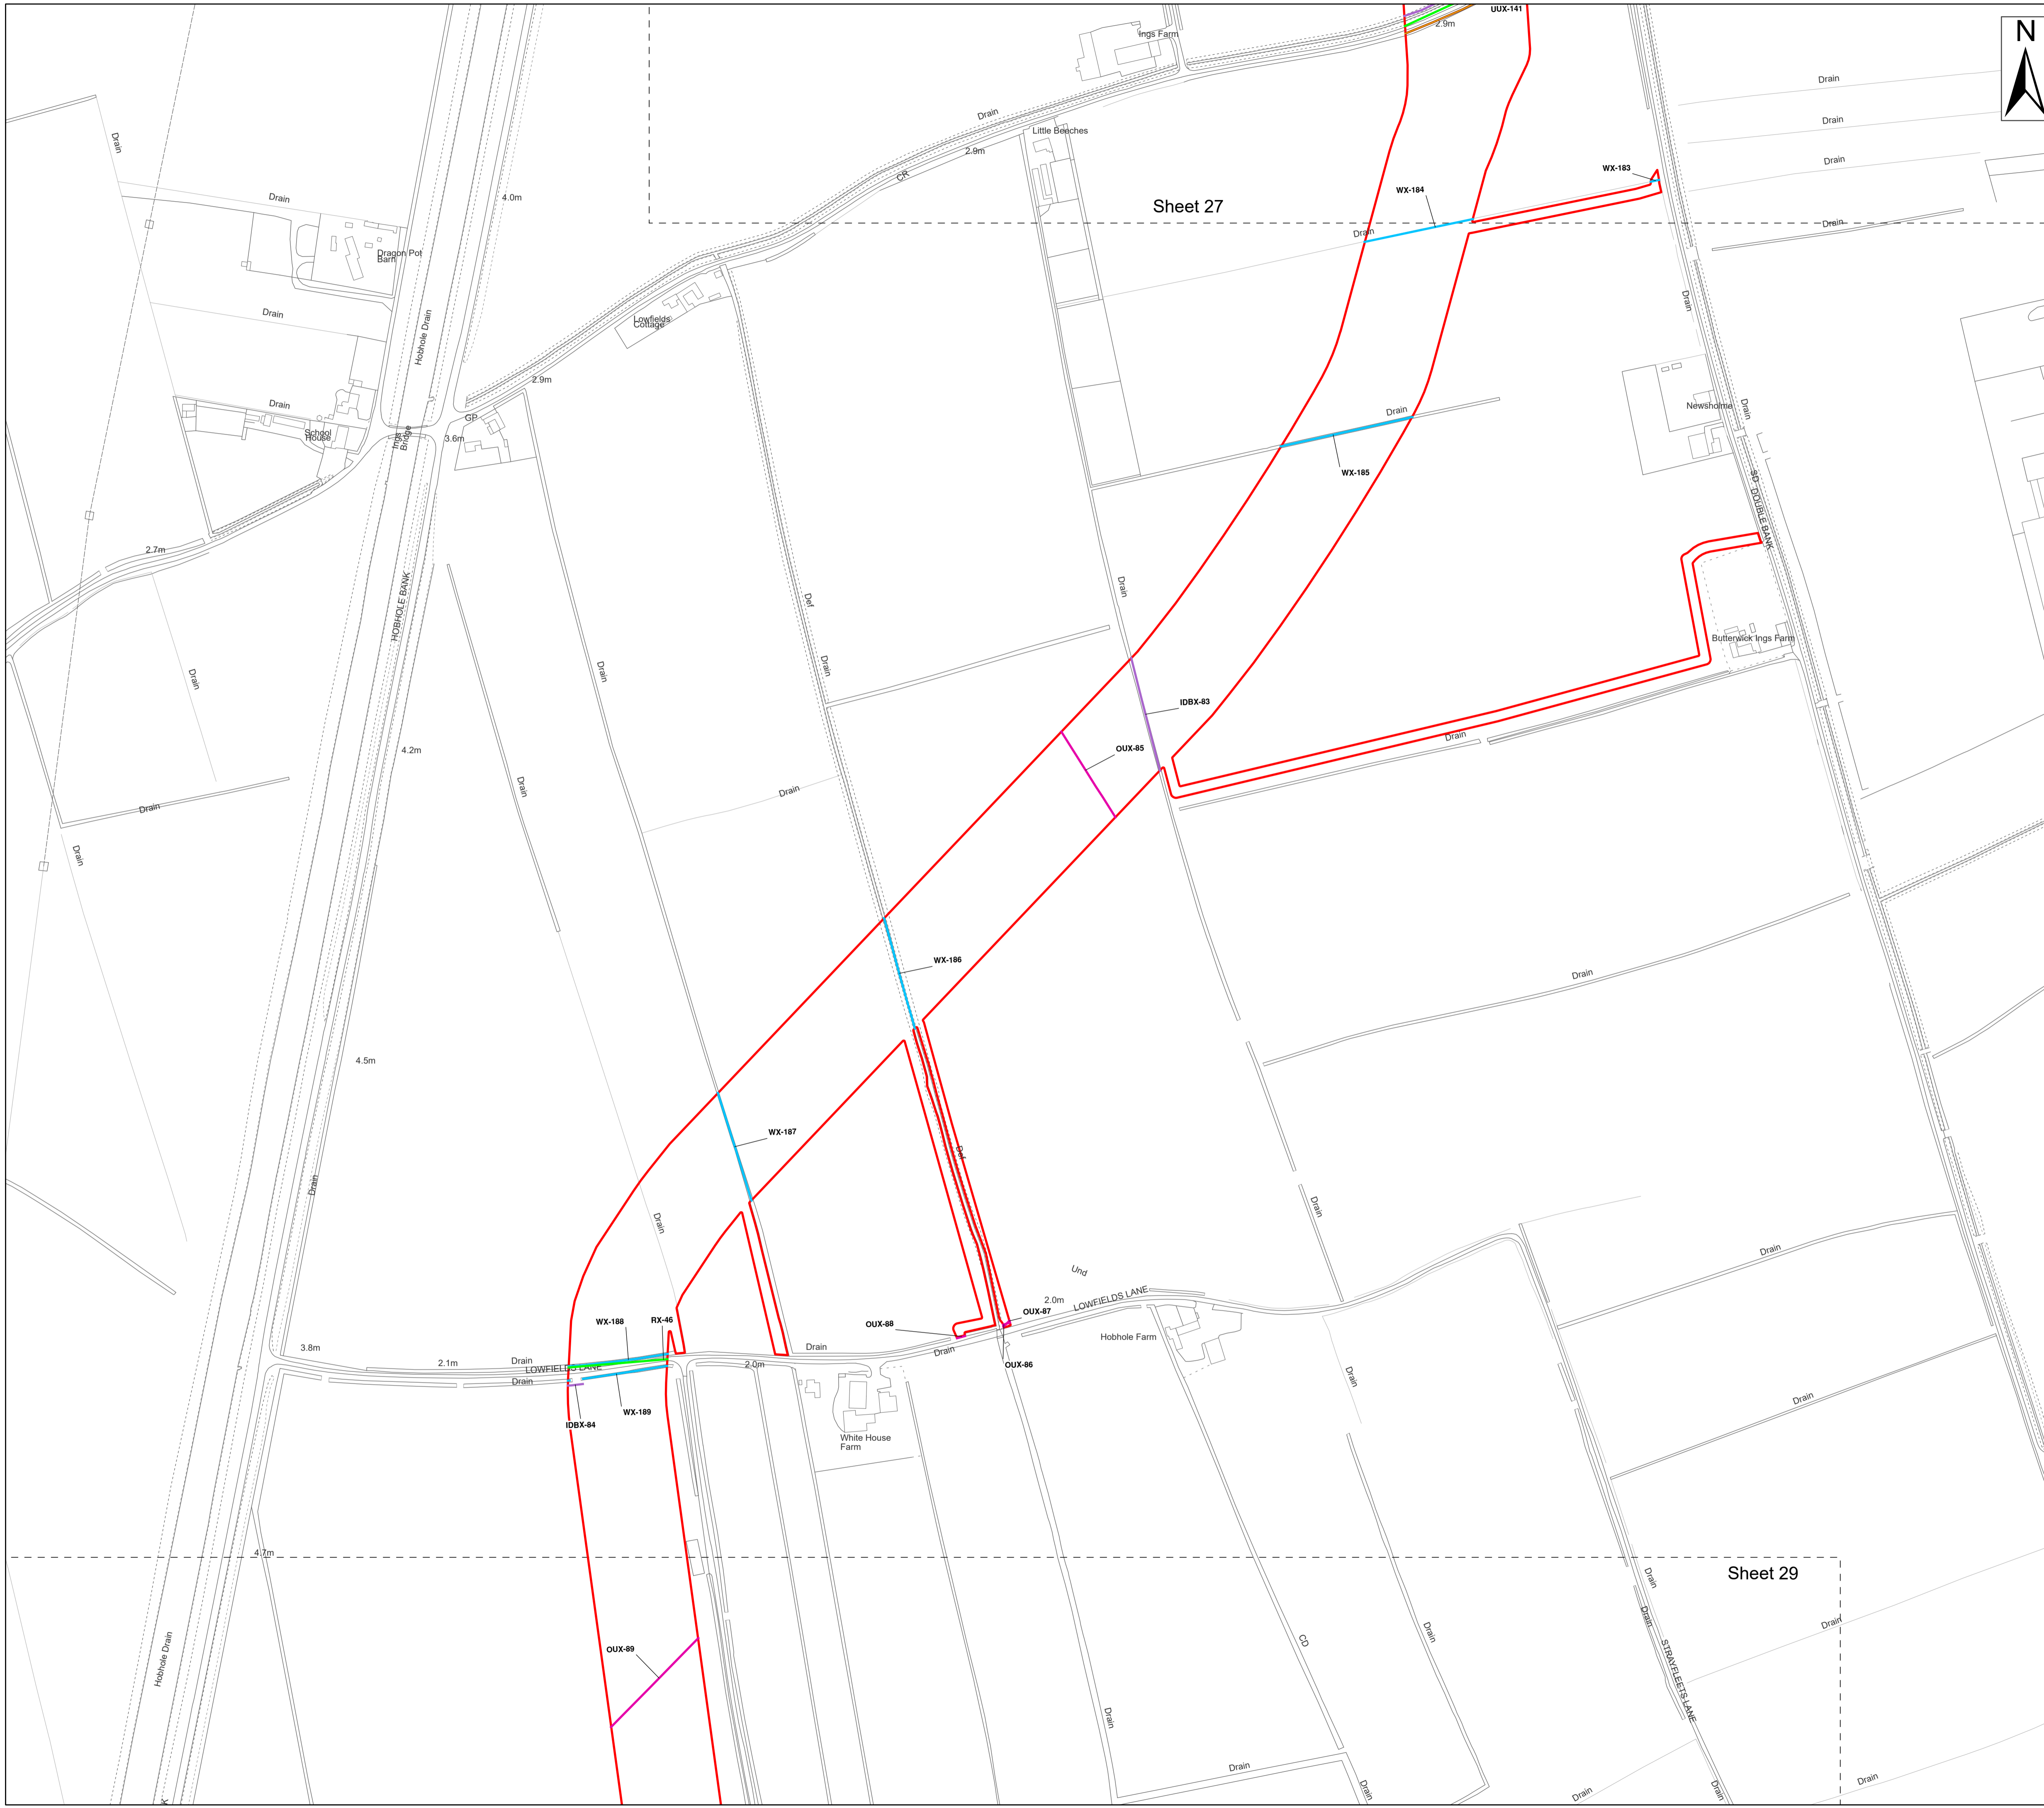 UUX-141
2.9m
N
Ings Farm
Drain
Drain
Drain
Little Beeches
Drain
2.9m
Drain
WX-183
CR
WX-184
Drain
4.0m
Sheet 27
Drain
Drain
Dragon Pot
Barn
Drain
Drain
Hobhole Drain
Lowfields
Cottage
2.9m
Drain
School
House
GP
Ings
Bridge
3.6m
Drain
Newsholme
Drain
WX-185
SD
DOUBLE BANK
2.7m
HOBHOLE BANK
Def
Drain
Butterwick Ings Farm
Drain
Drain
Drain
IDBX-83
Drain
4.2m
OUX-85
Drain
Drain
Drain
Drain
WX-186
Drain
4.5m
WX-187
Def
Drain
Drain
Drain
Drain
Und
2.0m
LOWFIELDS LANE
OUX-87
WX-188
RX-46
OUX-88
Hobhole Farm
3.8m
2.1m
Drain
Drain
Drain
LOWFIELDS LANE
2.0m
OUX-86
Drain
Drain
Drain
IDBX-84
WX-189
White House
Farm
4.7m
Sheet 29
Drain
Drain
Drain
Drain
CD
Hobhole Drain
OUX-89
STRAYFLEETS LANE
Drain
Drain
Drain
Drain
Drain
Drain
K